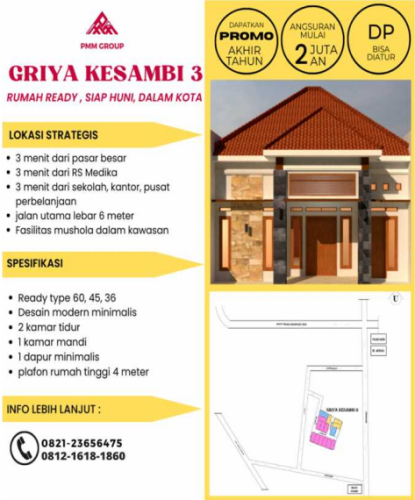 PMM GROUP
GRIYA KESAMBI 3
RUMAH READY , SIAP HUNI, DALAM KOTA
DAPATKAN
PROMO
AKHIR
TAHUN
ANGSURAN
MULAI
2 JUTA
AN
DP
BISA
DIATUR
LOKASI STRATEGIS
• 3 menit dari pasar besar
• 3 menit dari RS Medika
• 3 menit dari sekolah, kantor, pusat
perbelanjaan
• jalan utama lebar 6 meter
• Fasilitas mushola dalam kawasan
SPESIFIKASI
• Ready type 60, 45, 36
• Desain modern minimalis
• 2 kamar tidur
• 1 kamar mandi
• 1 dapur minimalis
• plafon rumah tinggi 4 meter
INFO LEBIH LANJUT :
0821-23656475
0812-1618-1860
U
GRIYA KESAMBI 3